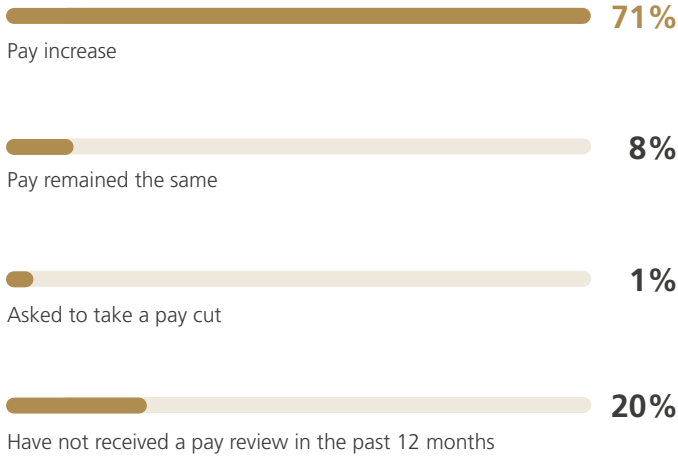 71%
Pay increase
8%
Pay remained the same
1%
Asked to take a pay cut
20%
Have not received a pay review in the past 12 months